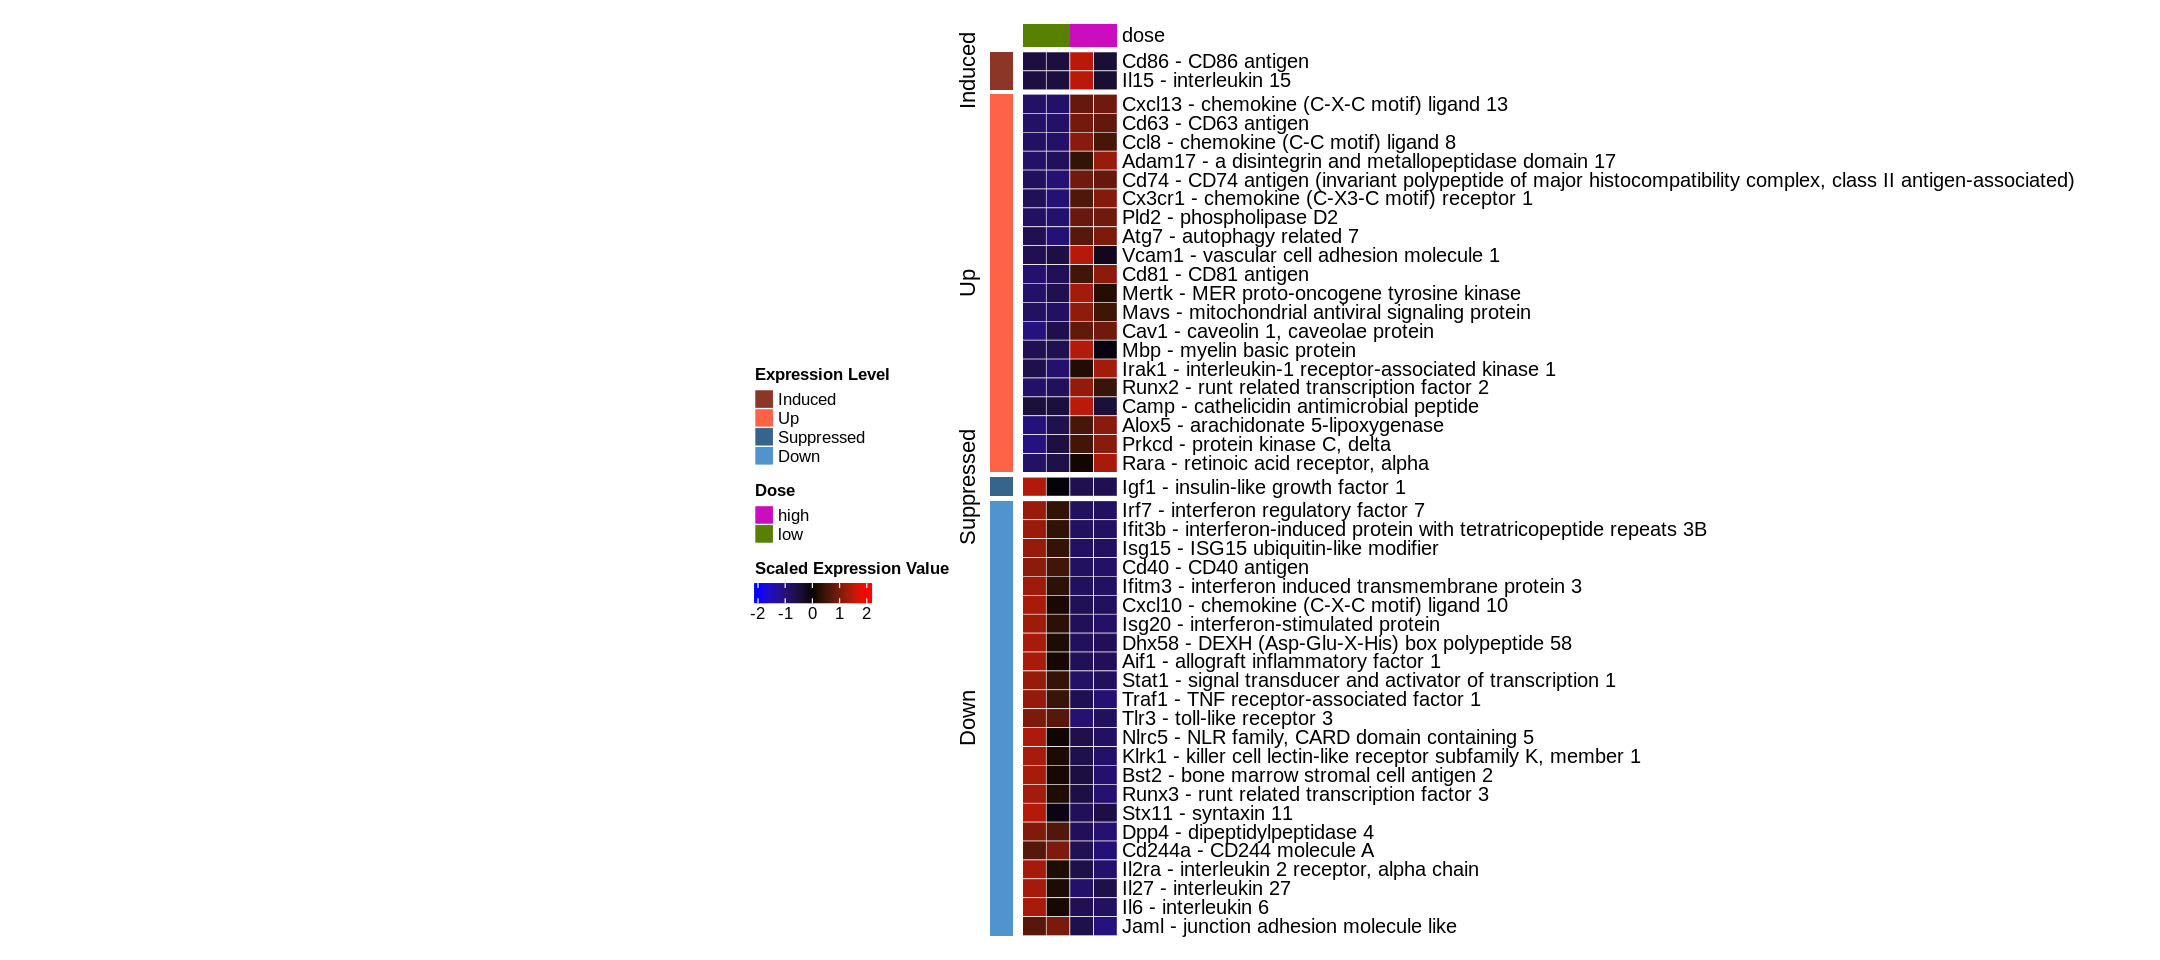 dose
Induced
Cd86 - CD86 antigen
Il15 - interleukin 15
Up
Cxcl13 - chemokine (C-X-C motif) ligand 13
Cd63 - CD63 antigen
Ccl8 - chemokine (C-C motif) ligand 8
Adam17 - a disintegrin and metallopeptidase domain 17
Cd74 - CD74 antigen (invariant polypeptide of major histocompatibility complex, class II antigen-associated)
Cx3cr1 - chemokine (C-X3-C motif) receptor 1
Pld2 - phospholipase D2
Atg7 - autophagy related 7
Vcam1 - vascular cell adhesion molecule 1
Cd81 - CD81 antigen
Mertk - MER proto-oncogene tyrosine kinase
Mavs - mitochondrial antiviral signaling protein
Cav1 - caveolin 1, caveolae protein
Mbp - myelin basic protein
Irak1 - interleukin-1 receptor-associated kinase 1
Runx2 - runt related transcription factor 2
Camp - cathelicidin antimicrobial peptide
Alox5 - arachidonate 5-lipoxygenase
Prkcd - protein kinase C, delta
Rara - retinoic acid receptor, alpha
Suppressed
Igf1 - insulin-like growth factor 1
Down
Irf7 - interferon regulatory factor 7
Ifit3b - interferon-induced protein with tetratricopeptide repeats 3B
Isg15 - ISG15 ubiquitin-like modifier
Cd40 - CD40 antigen
Ifitm3 - interferon induced transmembrane protein 3
Cxcl10 - chemokine (C-X-C motif) ligand 10
Isg20 - interferon-stimulated protein
Dhx58 - DEXH (Asp-Glu-X-His) box polypeptide 58
Aif1 - allograft inflammatory factor 1
Stat1 - signal transducer and activator of transcription 1
Traf1 - TNF receptor-associated factor 1
Tlr3 - toll-like receptor 3
Nlrc5 - NLR family, CARD domain containing 5
Klrk1 - killer cell lectin-like receptor subfamily K, member 1
Bst2 - bone marrow stromal cell antigen 2
Runx3 - runt related transcription factor 3
Stx11 - syntaxin 11
Dpp4 - dipeptidylpeptidase 4
Cd244a - CD244 molecule A
Il2ra - interleukin 2 receptor, alpha chain
Il27 - interleukin 27
Il6 - interleukin 6
Jaml - junction adhesion molecule like
Expression Level
Induced
Up
Suppressed
Down
Dose
high
low
Scaled Expression Value
-2 -1 0 1 2